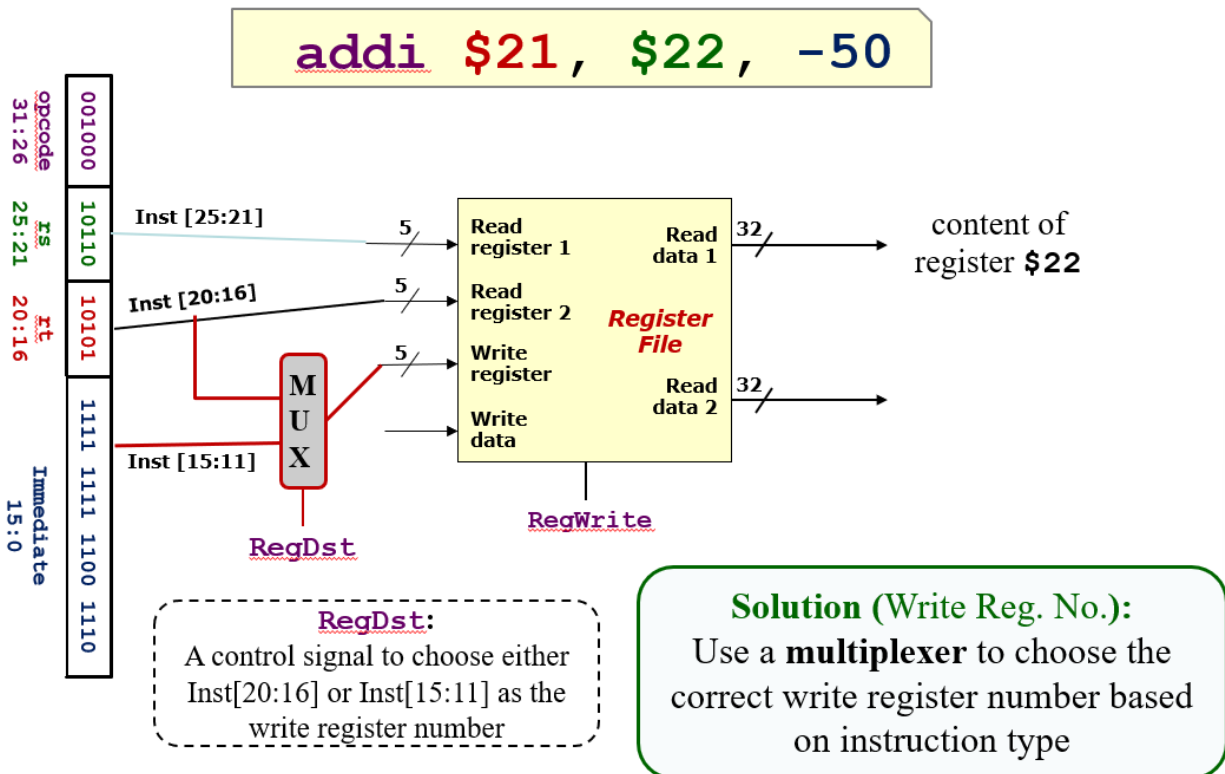 addi $21, $22, -50
opcode
31:26
001000
rs
25:21
10110
rt
20:16
10101
Immediate
15:0
1111 1111 1100 1110
Inst [25:21]
Inst [20:16]
Inst [15:11]
M
U
X
RegDst
5
5
5
Read
register 1
Read
register 2
Write
register
Write
data
Read
data 1
Register
File
Read
data 2
32
32
RegWrite
content of
register $22
RegDst:
A control signal to choose either
Inst[20:16] or Inst[15:11] as the
write register number
Solution (Write Reg. No.):
Use a multiplexer to choose the
correct write register number based
on instruction type